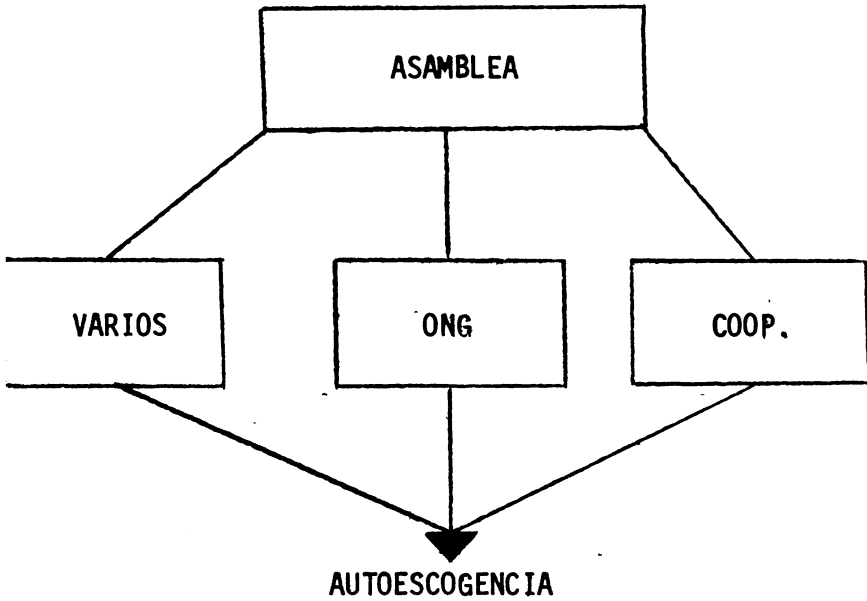 ASAMBLEA
VARIOS
ONG
COOP.
AUTOESCOGENCIA